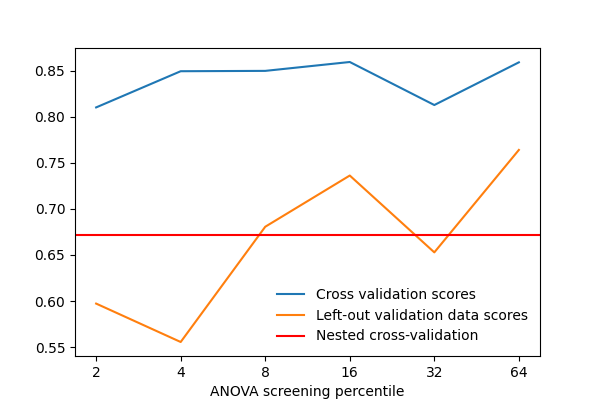 0.85
0.80
0.75
0.70
0.65
0.60
0.55
Cross validation scores
Left-out validation data scores
Nested cross-validation
2 4 8 16 32 64
ANOVA screening percentile